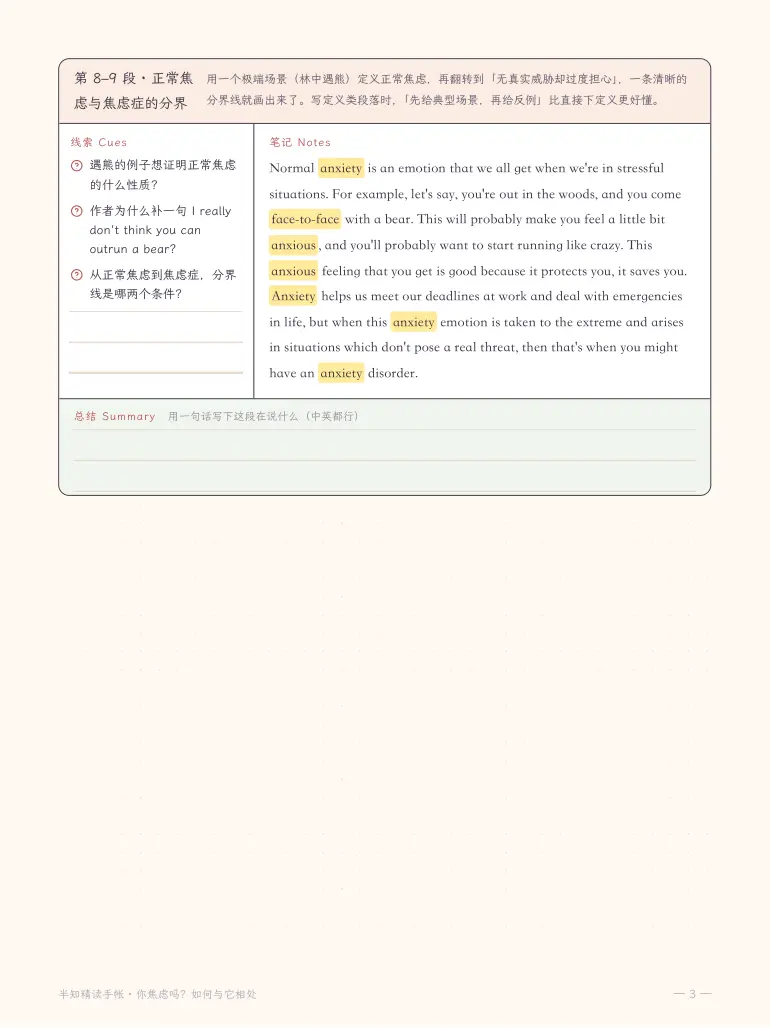 第 8–9 段・正常焦
虑与焦虑症的分界
用一个极端场景（林中遇熊）定义正常焦虑，再翻转到「无真实威胁却过度担心」，一条清晰的
分界线就画出来了。写定义类段落时，「先给典型场景，再给反例」比直接下定义更好懂。
线索 Cues
遇熊的例子想证明正常焦虑
的什么性质？
作者为什么补一句 I really
don't think you can
outrun a bear?
从正常焦虑到焦虑症，分界
线是哪两个条件？
笔记 Notes
Normal anxiety is an emotion that we all get when we're in stressful
situations. For example, let's say, you're out in the woods, and you come
face-to-face with a bear. This will probably make you feel a little bit
anxious, and you'll probably want to start running like crazy. This
anxious feeling that you get is good because it protects you, it saves you.
Anxiety helps us meet our deadlines at work and deal with emergencies
in life, but when this anxiety emotion is taken to the extreme and arises
in situations which don't pose a real threat, then that's when you might
have an anxiety disorder.
总结 Summary 用一句话写下这段在说什么（中英都行）
半知精读手帐・你焦虑吗？如何与它相处
— 3 —